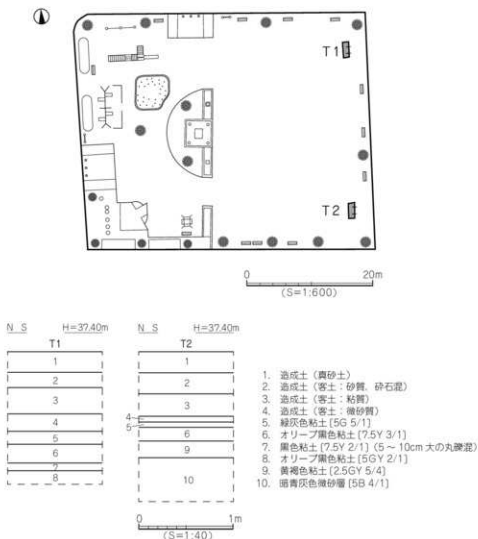 T1
T2
0 20m
(S=1:600)
N S H=37.40m
T1
1
2
3
4
5
6
7
8
N S H=37.40m
T2
1
2
3
4
5
6
9
10
0 1m
(S=1:40)
1. 造成土（真砂土）
2. 造成土（客土：砂質、砕石混）
3. 造成土（客土：粘質）
4. 造成土（客土：微砂質）
5. 緑灰色粘土 [5G 5/1]
6. オリーブ黒色粘土 [7.5Y 3/1]
7. 黒色粘土 [7.5Y 2/1]（5～10cm 大の丸礫混）
8. オリーブ黒色粘土 [5GY 2/1]
9. 黄褐色粘土 [2.5GY 5/4]
10. 暗青灰色微砂層 [5B 4/1]